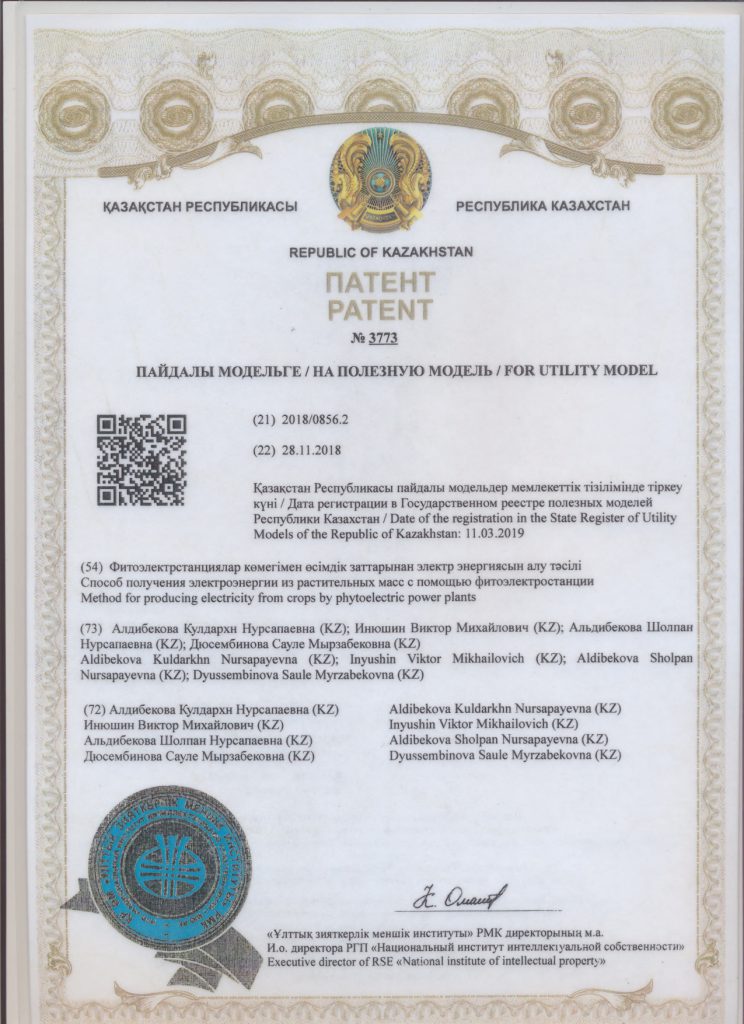 ҚАЗАҚСТАН РЕСПУБЛИКАСЫ
РЕСПУБЛИКА КАЗАХСТАН
REPUBLIC OF KAZAKHSTAN
ПАТЕНТ
PATENT
№ 3773
ПАЙДАЛЫ МОДЕЛЬГЕ / НА ПОЛЕЗНУЮ МОДЕЛЬ / FOR UTILITY MODEL
(21) 2018/0856.2
(22) 28.11.2018
Қазақстан Республикасы пайдалы модельдер мемлекеттік тізілімінде тіркеу
күні / Дата регистрации в Государственном реестре полезных моделей
Республики Казахстан / Date of the registration in the State Register of Utility
Models of the Republic of Kazakhstan: 11.03.2019
(54) Фитоэлектрстанциялар көмегімен өсімдік заттарынан электр энергиясын алу тәсілі
Способ получения электроэнергии из растительных масс с помощью фитоэлектростанции
Method for producing electricity from crops by phytoelectric power plants
(73) Алдибекова Қулдархн Нурсапаевна (KZ); Инюшин Виктор Михайлович (KZ); Альдибекова Шолпан
Нурсапаевна (KZ); Дюсембинова Сауле Мырзабековна (KZ)
Aldibekova Kuldarkhn Nursapayevna (KZ); Inyushin Viktor Mikhailovich (KZ); Aldibekova Sholpan
Nursapayevna (KZ); Dyussembinova Saule Myrzabekovna (KZ)
(72) Алдибекова Қулдархн Нурсапаевна (KZ)
Инюшин Виктор Михайлович (KZ)
Альдибекова Шолпан Нурсапаевна (KZ)
Дюсембинова Сауле Мырзабековна (KZ)
Aldibekova Kuldarkhn Nursapayevna (KZ)
Inyushin Viktor Mikhailovich (KZ)
Aldibekova Sholpan Nursapayevna (KZ)
Dyussembinova Saule Myrzabekovna (KZ)
«Ұлттық зияткерлік меншік институты» РМК директорының м.а.
И.о. директора РГП «Национальный институт интеллектуальной собственности»
Executive director of RSE «National institute of intellectual property»